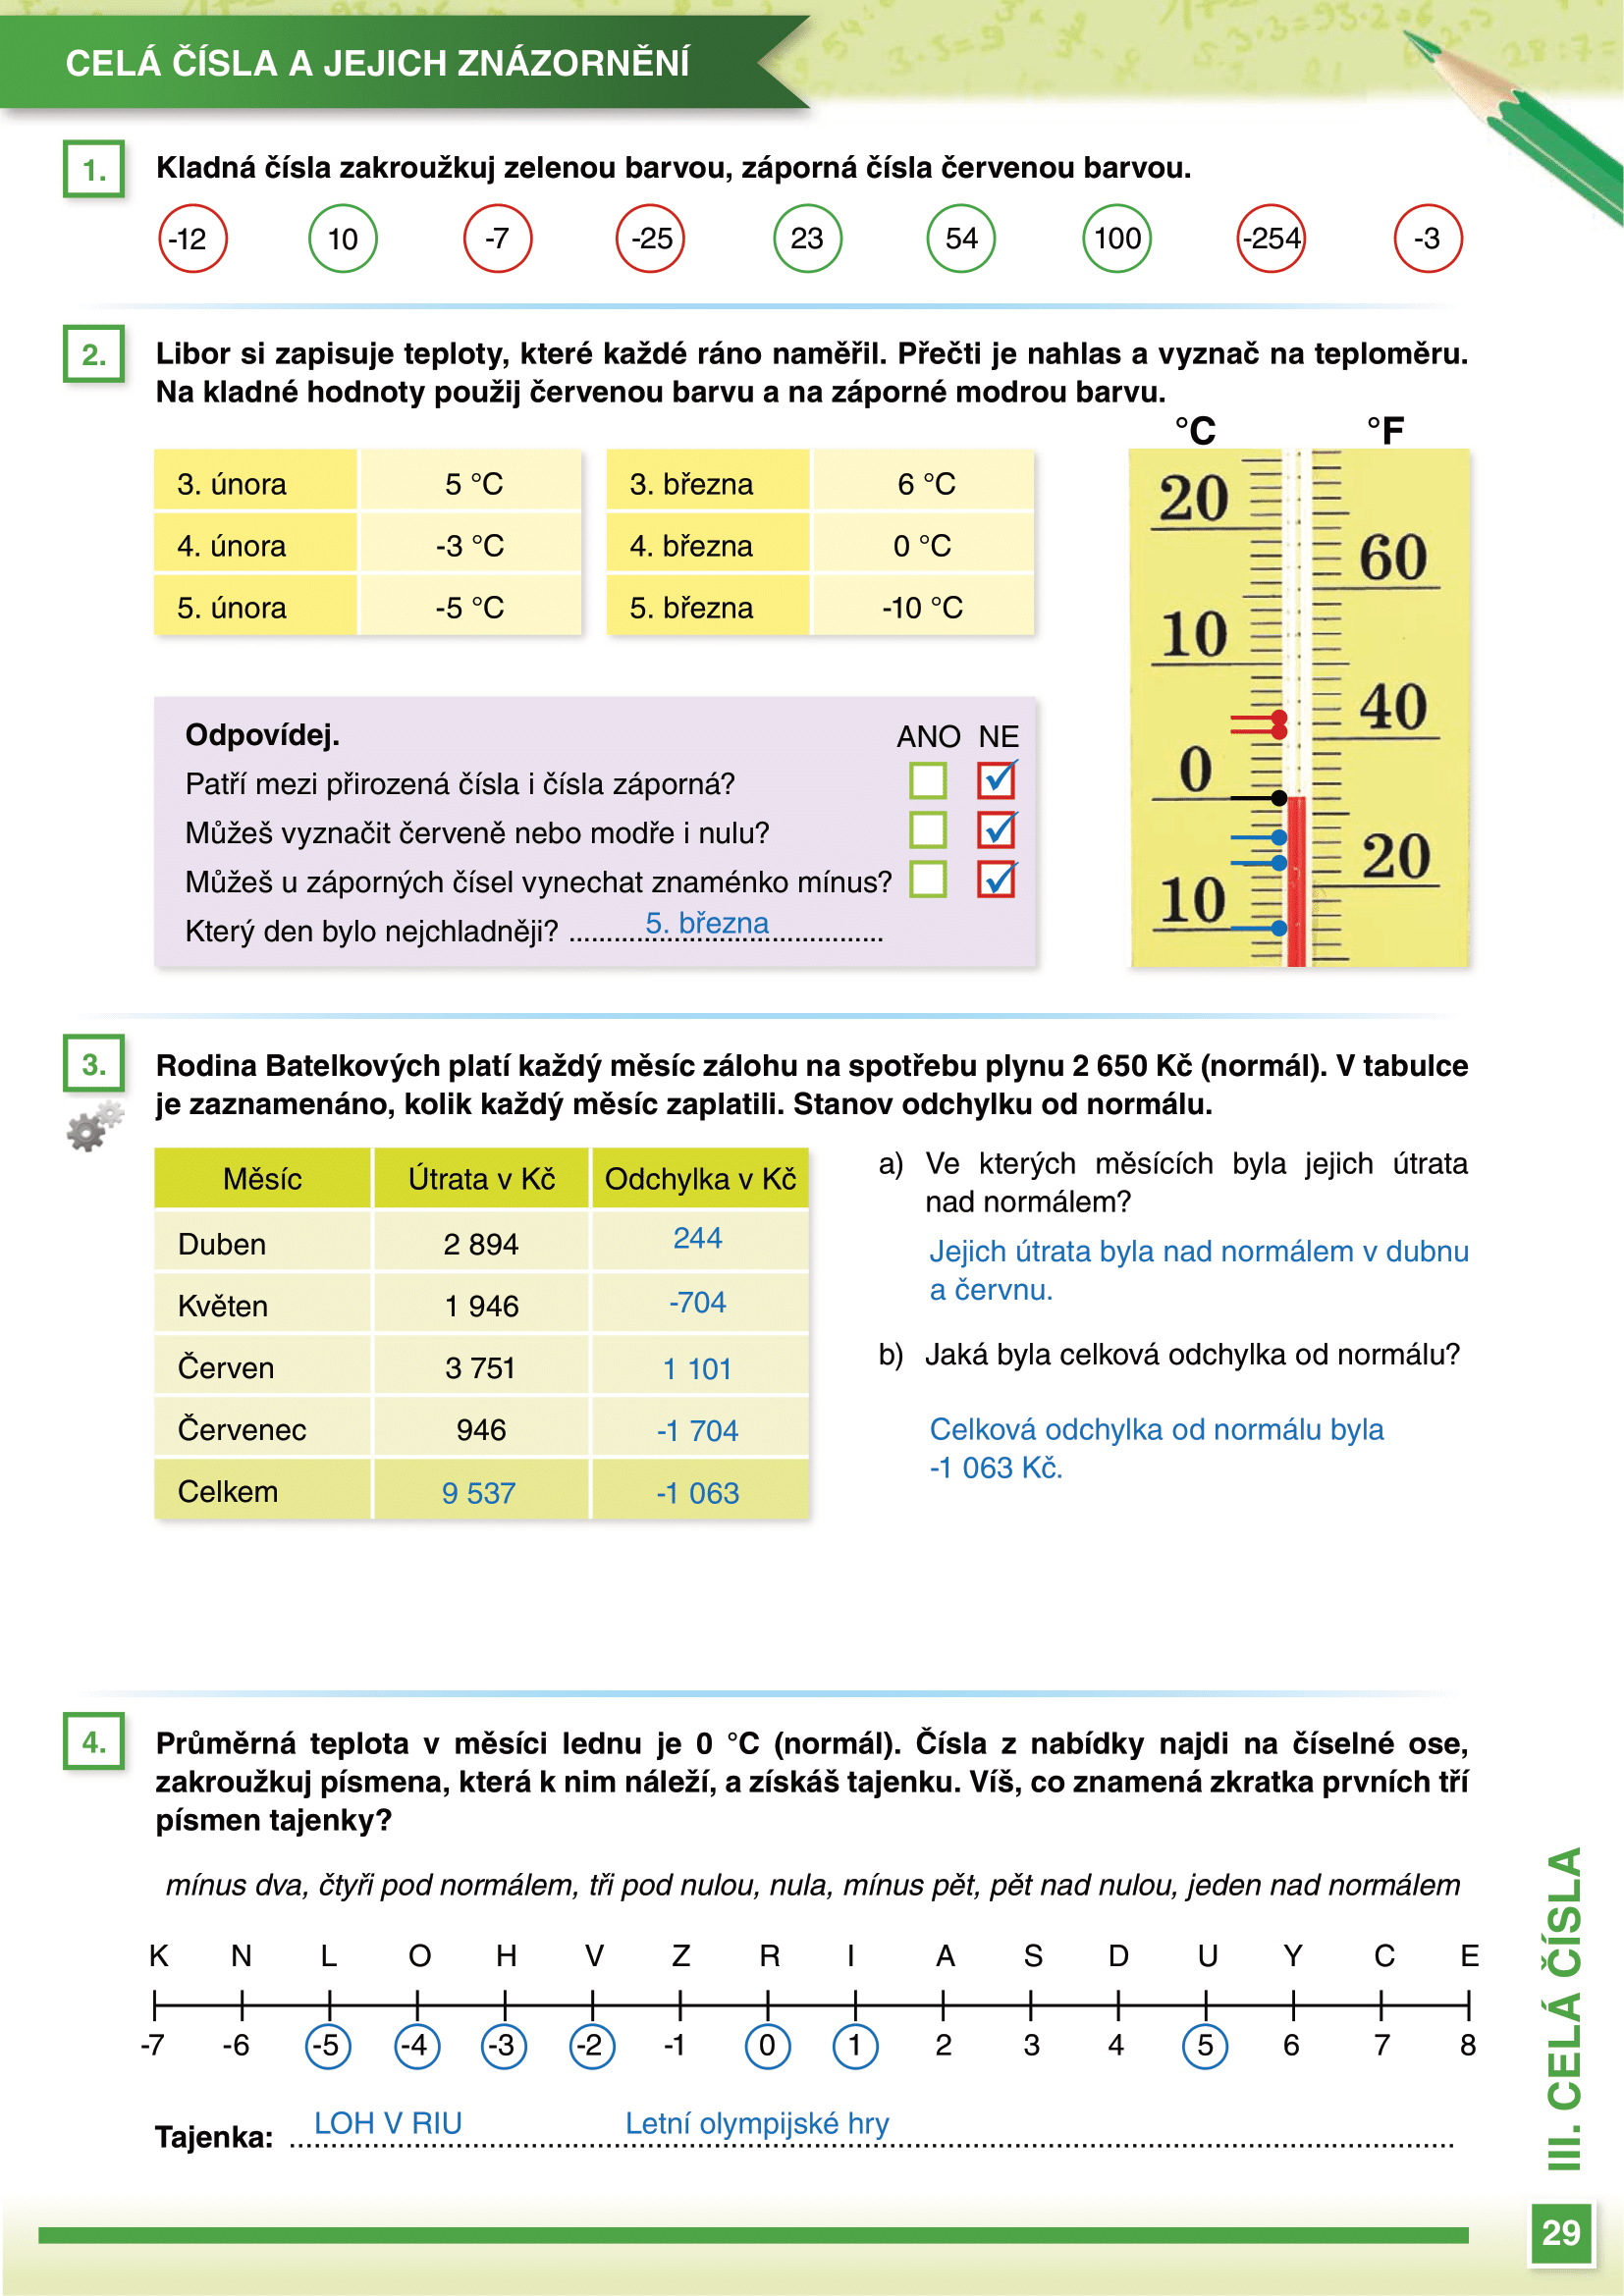 CELÁ ČÍSLA A JEJICH ZNÁZORNĚNÍ
1. Kladná čísla zakroužkuj zelenou barvou, záporná čísla červenou barvou.
-12 10 -7 -25 23 54 100 -254 -3
2. Libor si zapisuje teploty, které každé ráno naměřil. Přečti je nahlas a vyznač na teploměru.
Na kladné hodnoty použij červenou barvu a na záporné modrou barvu.
°C °F
3. února 5 °C 3. března 6 °C
4. února -3 °C 4. března 0 °C
5. února -5 °C 5. března -10 °C
20
60
10
40
0
20
10
Odpovídej. ANO NE
Patří mezi přirozená čísla i čísla záporná?
Můžeš vyznačit červeně nebo modře i nulu?
Můžeš u záporných čísel vynechat znaménko mínus?
Který den bylo nejchladněji? 5. března
3. Rodina Batelkových platí každý měsíc zálohu na spotřebu plynu 2 650 Kč (normál). V tabulce
je zaznamenáno, kolik každý měsíc zaplatili. Stanov odchylku od normálu.
Měsíc Útrata v Kč Odchylka v Kč
Duben 2 894 244
Květen 1 946 -704
Červen 3 751 1 101
Červenec 946 -1 704
Celkem 9 537 -1 063
a) Ve kterých měsících byla jejich útrata
nad normálem?
Jejich útrata byla nad normálem v dubnu
a červnu.
b) Jaká byla celková odchylka od normálu?
Celková odchylka od normálu byla
-1 063 Kč.
4. Průměrná teplota v měsíci lednu je 0 °C (normál). Čísla z nabídky najdi na číselné ose,
zakroužkuj písmena, která k nim náleží, a získáš tajenku. Víš, co znamená zkratka prvních tří
písmen tajenky?
mínus dva, čtyři pod normálem, tři pod nulou, nula, mínus pět, pět nad nulou, jeden nad normálem
K N L O H V Z R I A S D U Y C E
-7 -6 -5 -4 -3 -2 -1 0 1 2 3 4 5 6 7 8
Tajenka: LOH V RIU Letní olympijské hry
III. CELÁ ČÍSLA
29